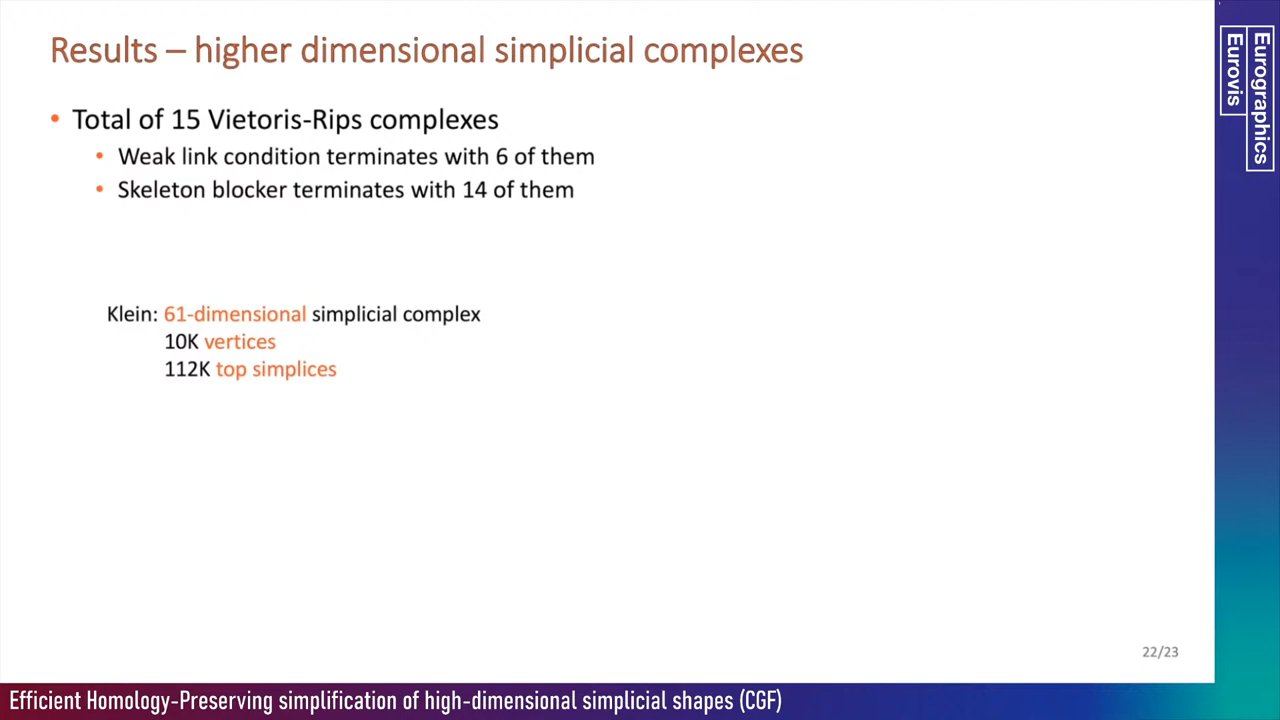 Results – higher dimensional simplicial complexes
• Total of 15 Vietoris-Rips complexes
• Weak link condition terminates with 6 of them
• Skeleton blocker terminates with 14 of them
Klein: 61-dimensional simplicial complex
10K vertices
112K top simplices
22/23
Eurographics
Eurovis
Efficient Homology-Preserving simplification of high-dimensional simplicial shapes (CGF)